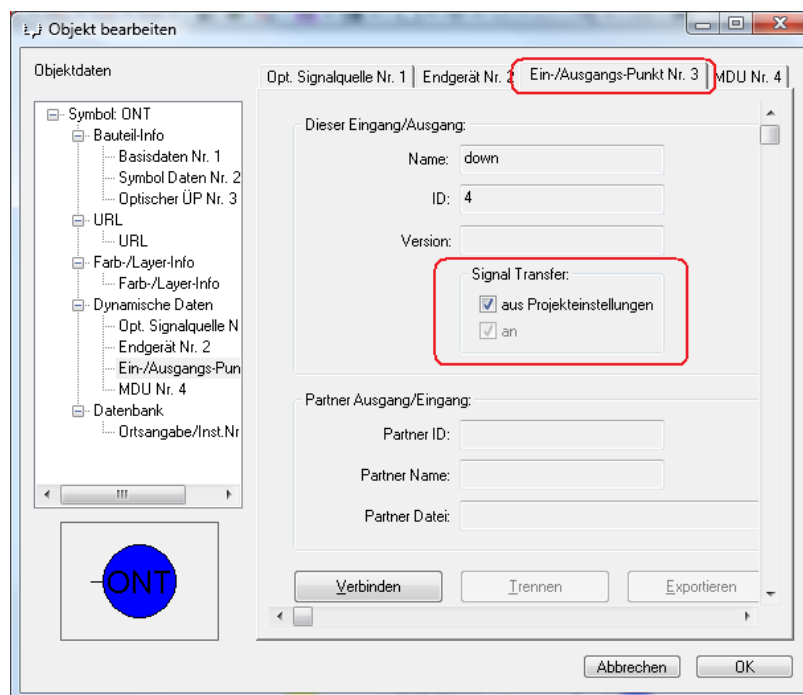 Objekt bearbeiten
Objektdaten
Symbol: ONT
Bauteil-Info
Basisdaten Nr. 1
Symbol Daten Nr. 2
Optischer ÜP Nr. 3
URL
URL
Farb-/Layer-Info
Farb-/Layer-Info
Dynamische Daten
Opt. Signalquelle N
Endgerät Nr. 2
Ein-/Ausgangs-Pun
MDU Nr. 4
Datenbank
Ortsangabe/Inst.Nr
ONT
Opt. Signalquelle Nr. 1
Endgerät Nr. 2
Ein-/Ausgangs-Punkt Nr. 3
MDU Nr. 4
Dieser Eingang/Ausgang:
Name: down
ID: 4
Version:
Signal Transfer:
aus Projekteinstellungen
an
Partner Ausgang/Eingang:
Partner ID:
Partner Name:
Partner Datei:
Verbinden Trennen Exportieren
Abbrechen OK